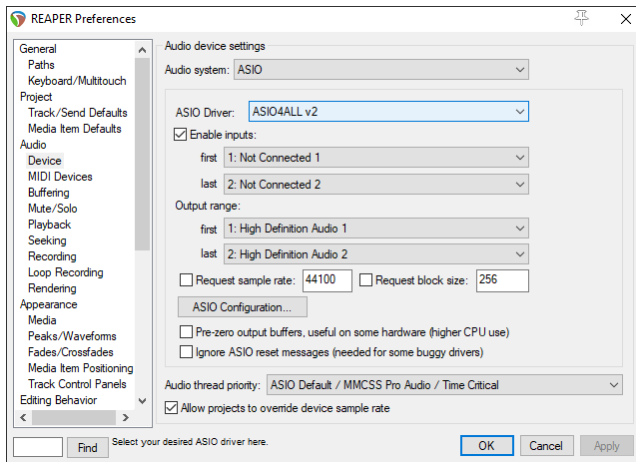 REAPER Preferences
General
Paths
Keyboard/Multitouch
Project
Track/Send Defaults
Media Item Defaults
Audio
Device
MIDI Devices
Buffering
Mute/Solo
Playback
Seeking
Recording
Loop Recording
Rendering
Appearance
Media
Peaks/Waveforms
Fades/Crossfades
Media Item Positioning
Track Control Panels
Editing Behavior
Audio device settings
Audio system: ASIO
ASIO Driver: ASIO4ALL v2
Enable inputs:
first 1: Not Connected 1
last 2: Not Connected 2
Output range:
first 1: High Definition Audio 1
last 2: High Definition Audio 2
Request sample rate: 44100 Request block size: 256
ASIO Configuration...
Pre-zero output buffers, useful on some hardware (higher CPU use)
Ignore ASIO reset messages (needed for some buggy drivers)
Audio thread priority: ASIO Default / MMCSS Pro Audio / Time Critical
Allow projects to override device sample rate
Find Select your desired ASIO driver here. OK Cancel Apply